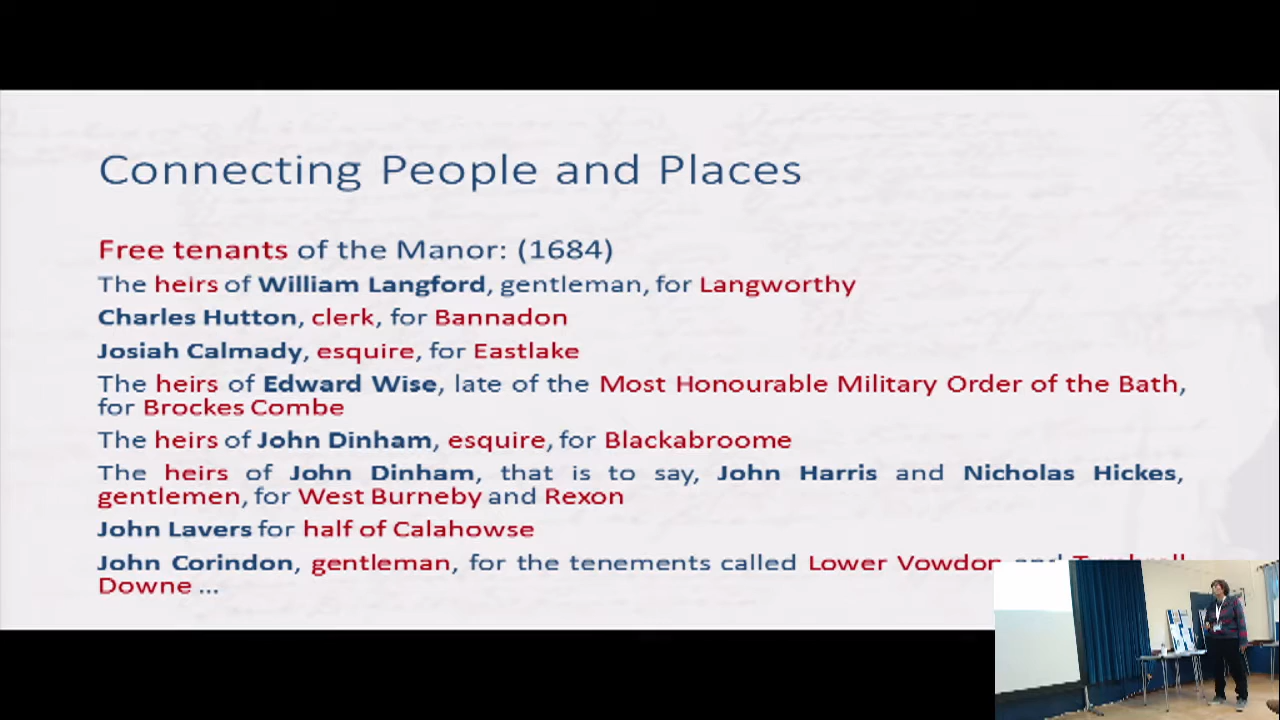 Connecting People and Places
Free tenants of the Manor: (1684)
The heirs of William Langford, gentleman, for Langworthy
Charles Hutton, clerk, for Bannadon
Josiah Calmady, esquire, for Eastlake
The heirs of Edward Wise, late of the Most Honourable Military Order of the Bath,
for Brockes Combe
The heirs of John Dinham, esquire, for Blackabroome
The heirs of John Dinham, that is to say, John Harris and Nicholas Hickes,
gentlemen, for West Burneby and Rexon
John Lavers for half of Calahowse
John Corindon, gentleman, for the tenements called Lower Vowdon and
Downe ...